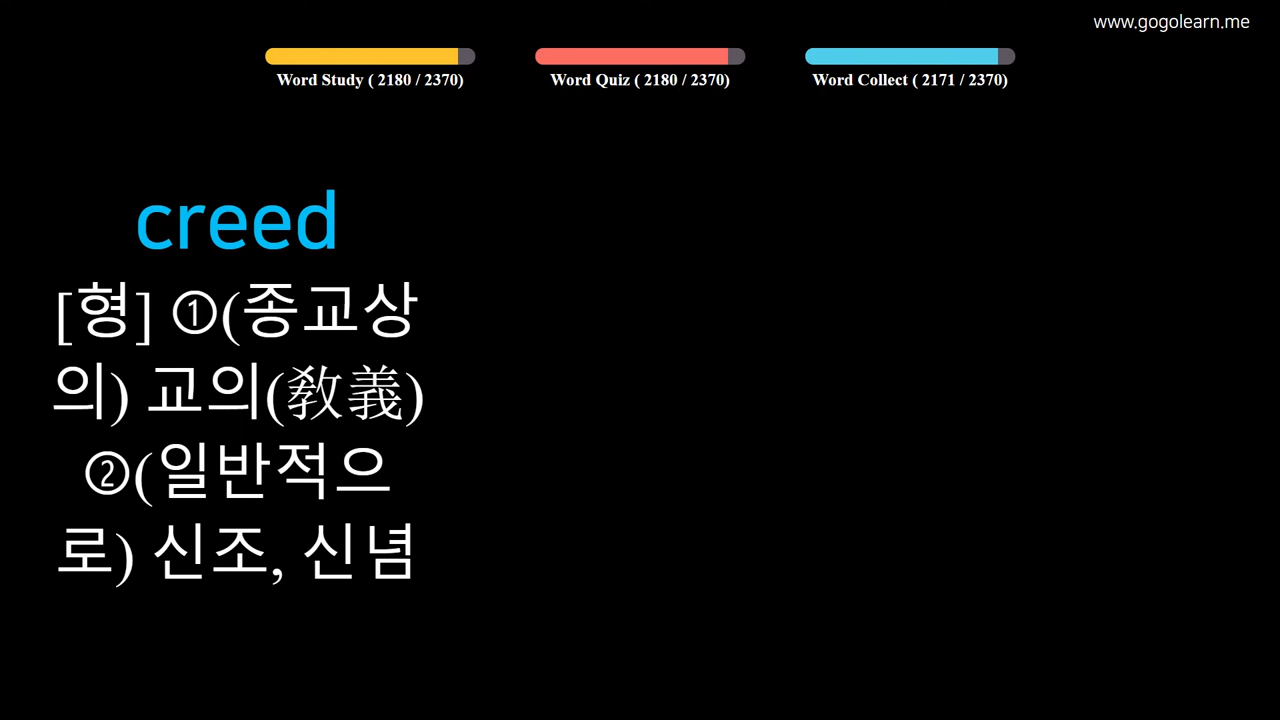 www.gogolearn.me
Word Study ( 2180 / 2370)
Word Quiz ( 2180 / 2370)
Word Collect ( 2171 / 2370)
creed
[형] ①(종교상
의) 교의(敎義)
②(일반적으
로) 신조, 신념